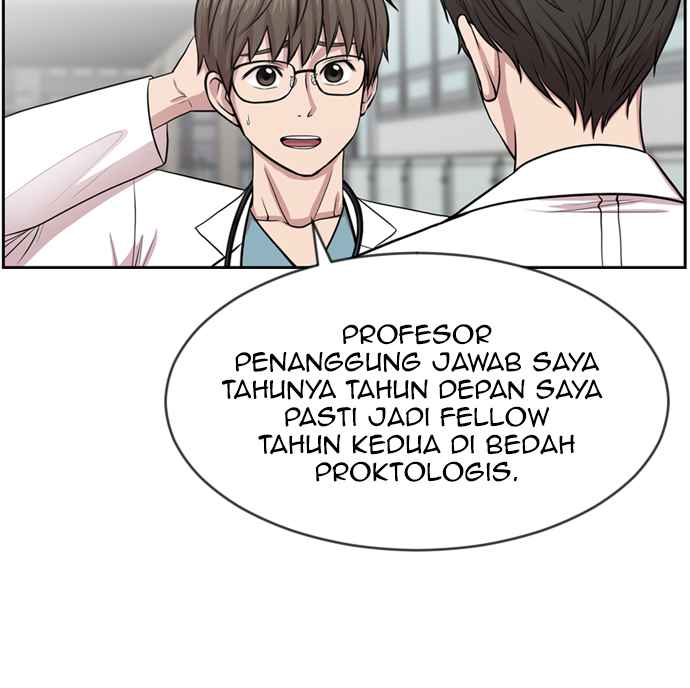 PROFESOR
PENANGGUNG JAWAB SAYA
TAHUNYA TAHUN DEPAN SAYA
PASTI JADI FELLOW
TAHUN KEDUA DI BEDAH
PROKTOLOGIS.